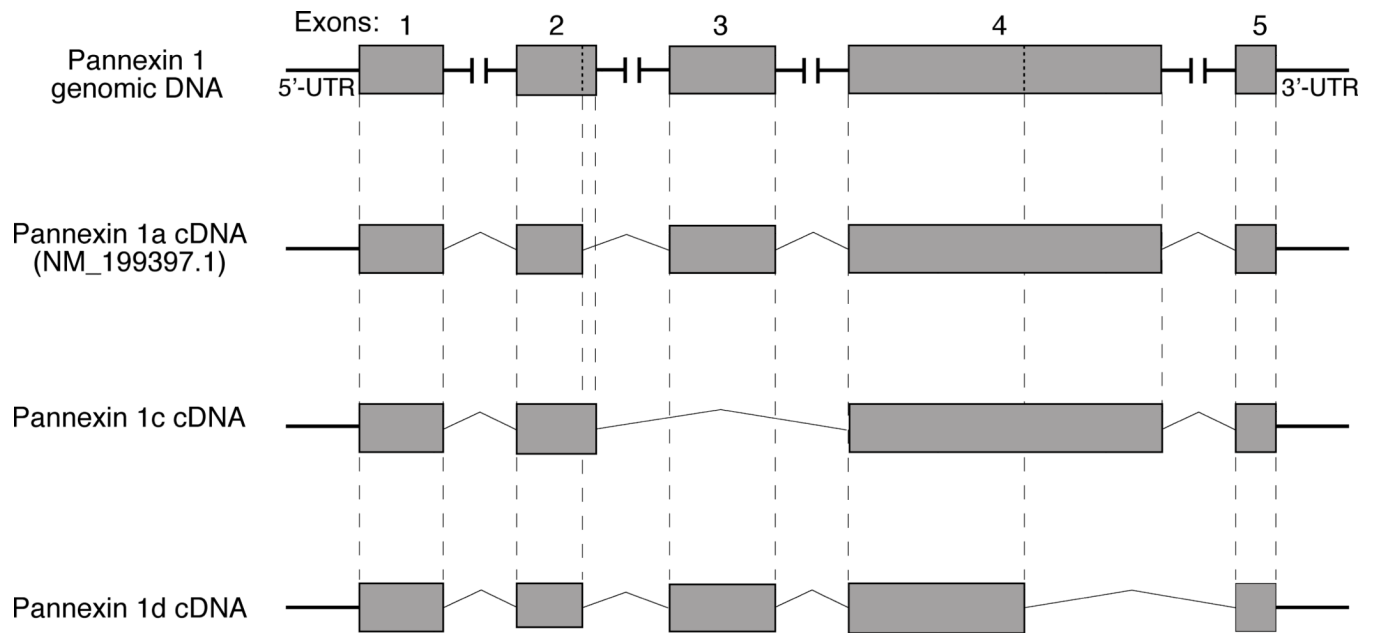 Exons: 1 2 3 4 5
Pannexin 1
genomic DNA
5'-UTR 3'-UTR
Pannexin 1a cDNA
(NM_199397.1)
Pannexin 1c cDNA
Pannexin 1d cDNA